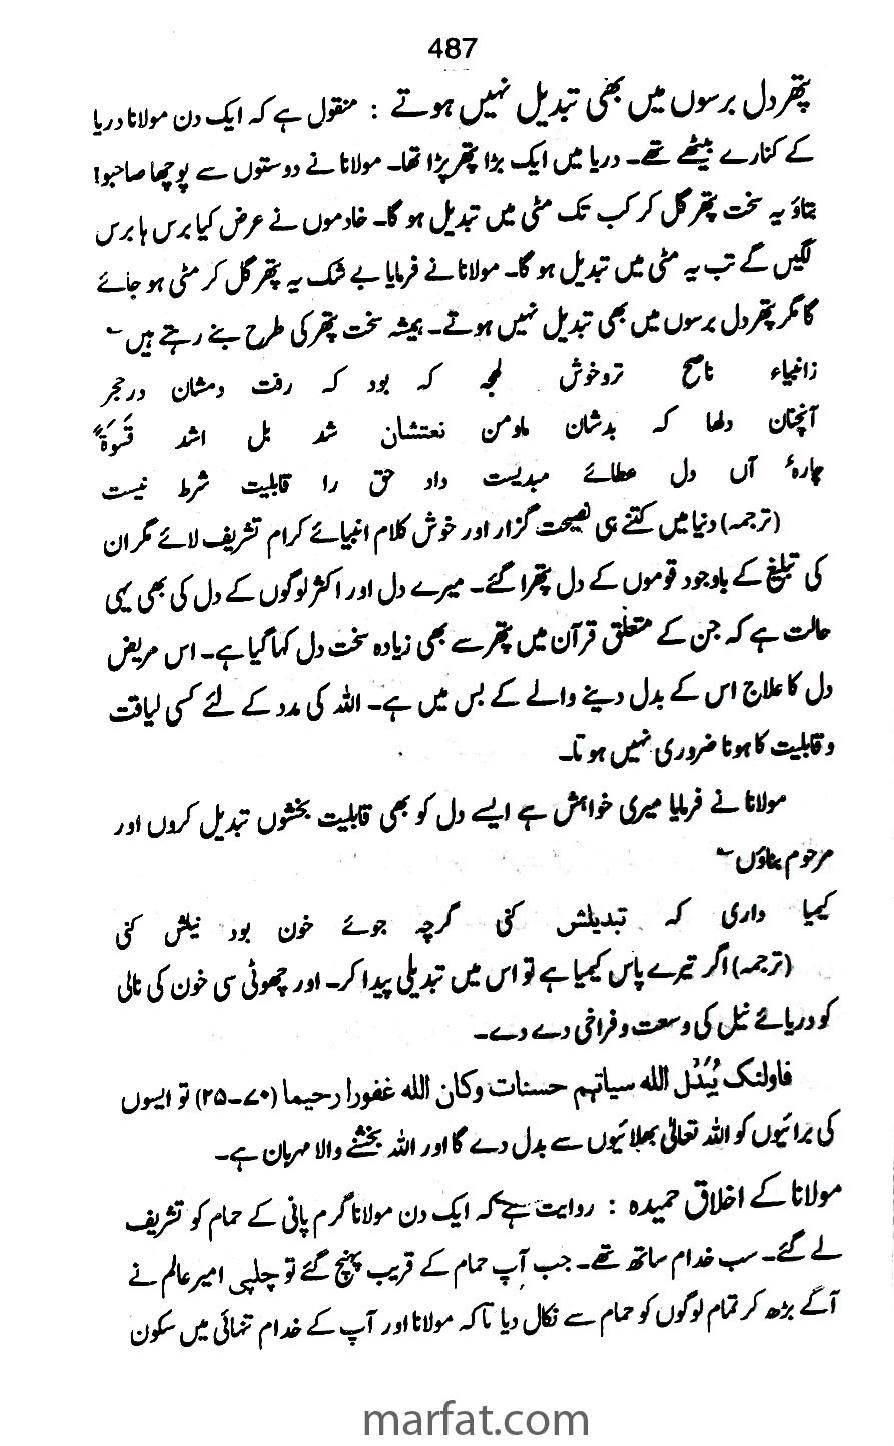 487
پتھر دل برسوں میں بھی تبدیل نہیں ہوتے : منقول ہے کہ ایک دن مولانا دریا
کے کنارے بیٹھے تھے۔ دریا میں ایک بڑا پتھر پڑا تھا۔ مولانا نے دوستوں سے پوچھا صاحبو!
بتاؤ یہ سخت پتھر گل کر کب تک مٹی میں تبدیل ہو گا۔ خادموں نے عرض کیا برس ہا برس
لگیں گے تب یہ مٹی میں تبدیل ہو گا۔ مولانا نے فرمایا بے شک یہ پتھر گل کر مٹی ہو جائے
گا مگر پتھر دل برسوں میں بھی تبدیل نہیں ہوتے۔ ہمیشہ سخت پتھر کی طرح بنے رہتے ہیں ؎
زانبیاء ناصح تروخوش لہجہ کہ بود کہ رفت دمشان درحجر
آنچناں دلھا کہ بدشان ماومن نعتشان شد بل اشد قَسْوَۃً
چارۂ آں دل عطائے مبدیست داد حق را قابلیت شرط نیست
(ترجمہ) دنیا میں کتنے ہی نصیحت گزار اور خوش کلام انبیائے کرام تشریف لائے مگر ان
کی تبلیغ کے باوجود قوموں کے دل پتھرا گئے۔ میرے دل اور اکثر لوگوں کے دل کی بھی یہی
حالت ہے کہ جن کے متعلق قرآن میں پتھر سے بھی زیادہ سخت دل کہا گیا ہے۔ اس مریض
دل کا علاج اس کے بدل دینے والے کے بس میں ہے۔ اللہ کی مدد کے لئے کسی لیاقت
و قابلیت کا ہونا ضروری نہیں ہوتا۔
مولانا نے فرمایا میری خواہش ہے ایسے دل کو بھی قابلیت بخشوں تبدیل کروں اور
مرحوم بناؤں ؎
کیمیا داری کہ تبدیلش کنی گرچہ جوئے خون بود نیلش کنی
(ترجمہ) اگر تیرے پاس کیمیا ہے تو اس میں تبدیلی پیدا کر۔ اور چھوٹی سی خون کی نالی
کو دریائے نیل کی وسعت و فراخی دے دے۔
فاولئک یُبَدِّلُ اللہ سیاتہم حسنات وکان اللہ غفورا رحیما (۷۰۔۲۵) تو ایسوں
کی برائیوں کو اللہ تعالیٰ بھلائیوں سے بدل دے گا اور اللہ بخشنے والا مہربان ہے۔
مولانا کے اخلاق حمیدہ : روایت ہے کہ ایک دن مولانا گرم پانی کے حمام کو تشریف
لے گئے۔ سب خدام ساتھ تھے۔ جب آپ حمام کے قریب پہنچ گئے تو چلپی امیر عالم نے
آگے بڑھ کر تمام لوگوں کو حمام سے نکال دیا تاکہ مولانا اور آپ کے خدام تنہائی میں سکون
marfat.com